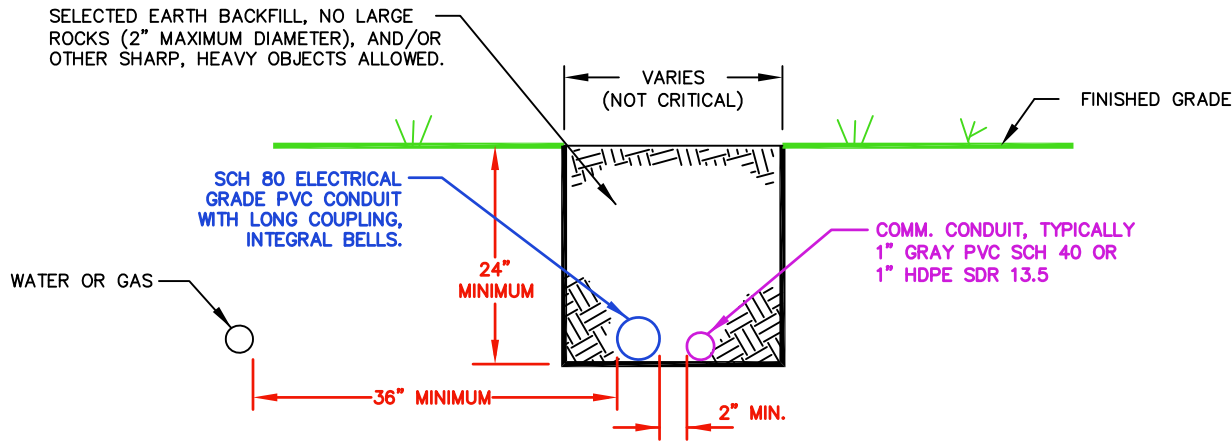 SELECTED EARTH BACKFILL, NO LARGE
ROCKS (2" MAXIMUM DIAMETER), AND/OR
OTHER SHARP, HEAVY OBJECTS ALLOWED.
VARIES
(NOT CRITICAL)
FINISHED GRADE
SCH 80 ELECTRICAL
GRADE PVC CONDUIT
WITH LONG COUPLING,
INTEGRAL BELLS.
COMM. CONDUIT, TYPICALLY
1" GRAY PVC SCH 40 OR
1" HDPE SDR 13.5
24"
MINIMUM
WATER OR GAS
36" MINIMUM
2" MIN.